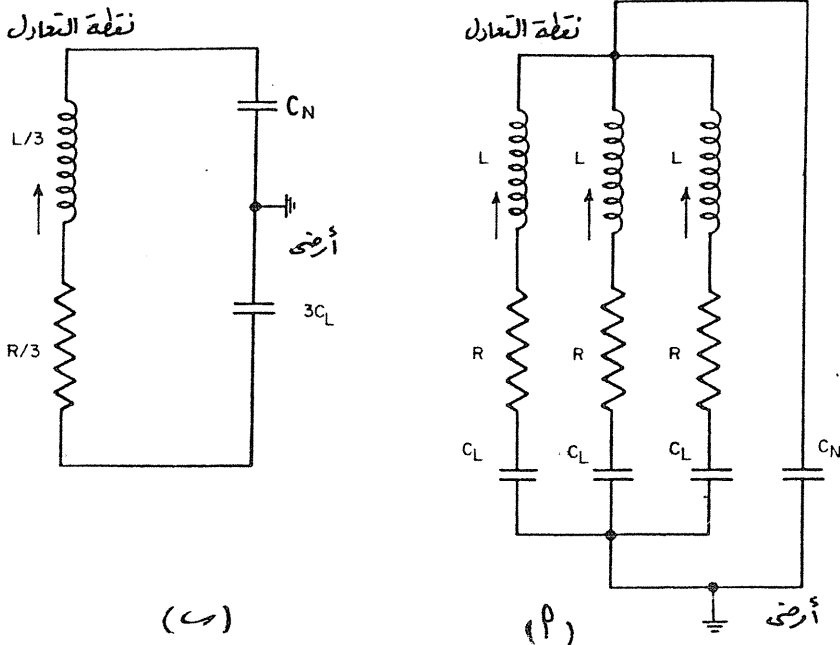 نقطة التعادل
نقطة التعادل
L/3
C_N
أرضى
R/3
3C_L
L
L
L
R
R
R
C_L
C_L
C_L
C_N
أرضى
(ب)
(أ)